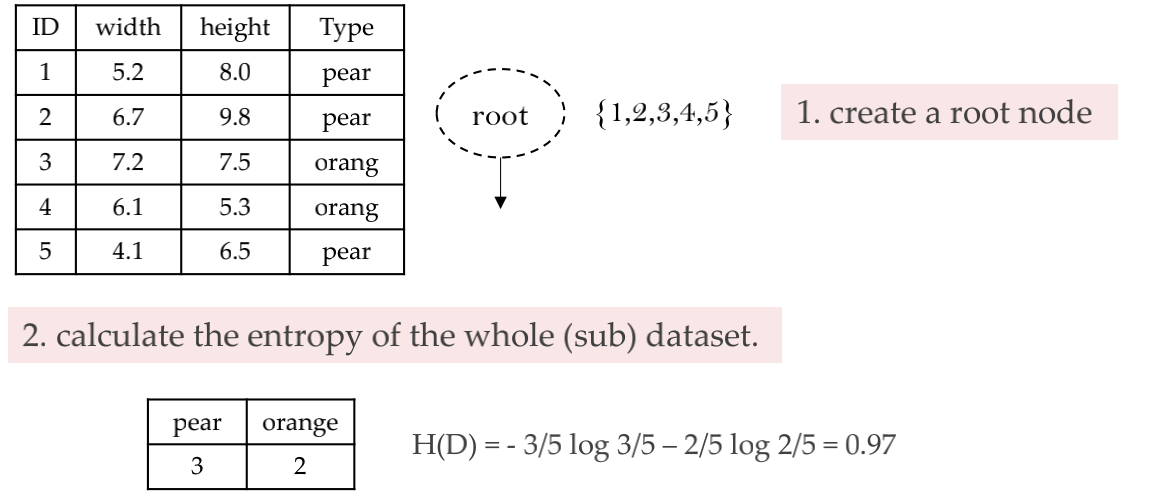 ID width height Type
1 5.2 8.0 pear
2 6.7 9.8 pear
3 7.2 7.5 orang
4 6.1 5.3 orang
5 4.1 6.5 pear
root {1,2,3,4,5}
1. create a root node
2. calculate the entropy of the whole (sub) dataset.
pear orange
3 2
H(D) = - 3/5 log 3/5 – 2/5 log 2/5 = 0.97